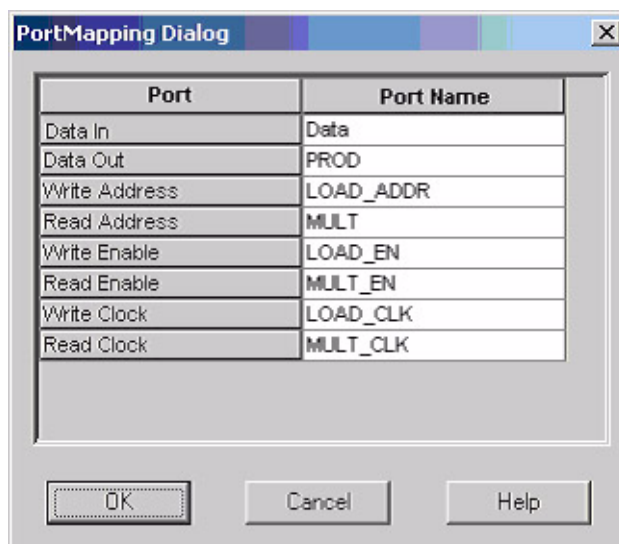 PortMapping Dialog
Port Port Name
Data In Data
Data Out PROD
Write Address LOAD_ADDR
Read Address MULT
Write Enable LOAD_EN
Read Enable MULT_EN
Write Clock LOAD_CLK
Read Clock MULT_CLK
OK Cancel Help